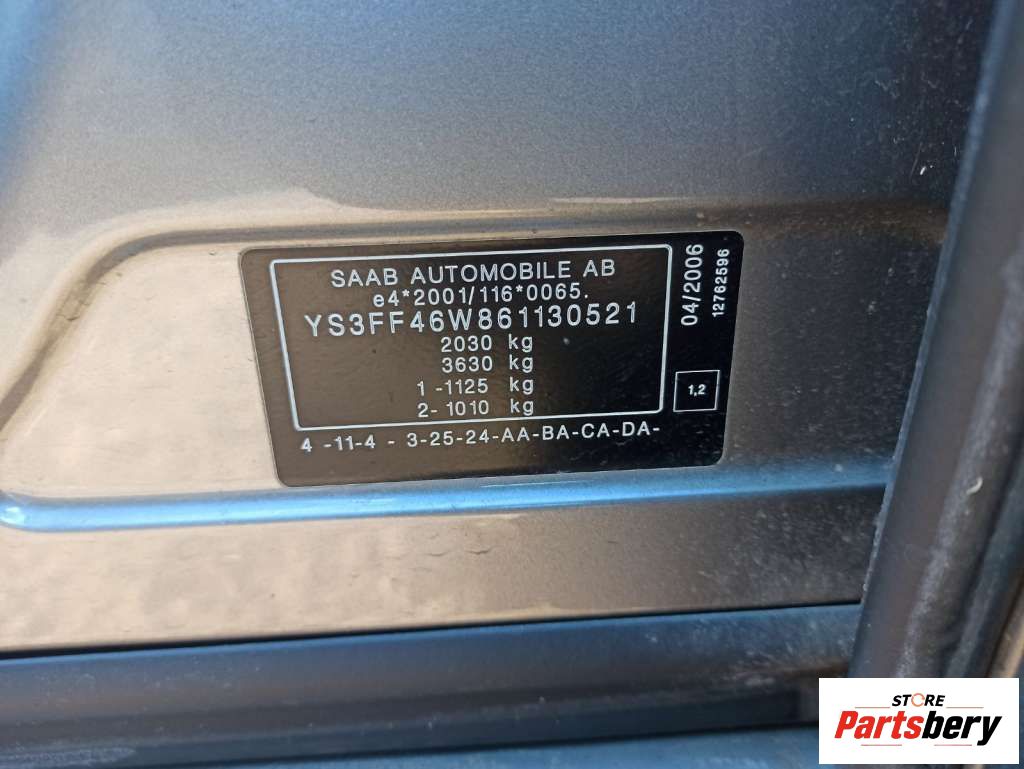 SAAB AUTOMOBILE AB
e4*2001/116*0065.
YS3FF46W861130521
2030 kg
3630 kg
1 -1125 kg
2- 1010 kg
4 -11-4 - 3-25-24-AA-BA-CA-DA-
04/2006
12762596
1,2
STORE
Partsbery